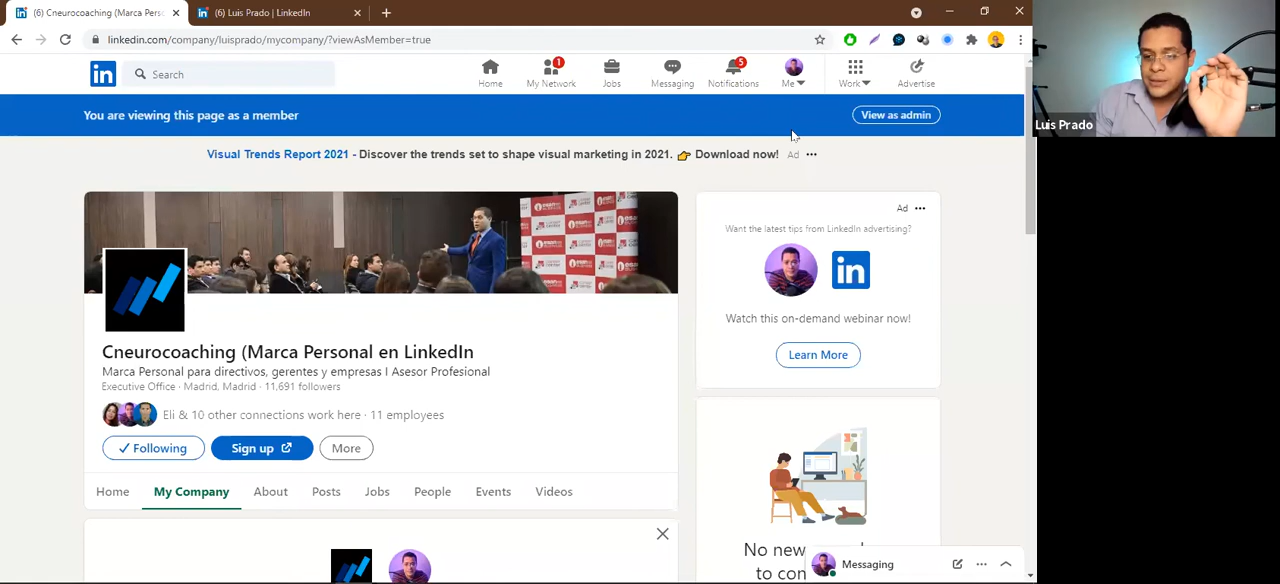 (6) Cneurocoaching (Marca Pers
(6) Luis Prado | LinkedIn
linkedin.com/company/luisprado/mycompany/?viewAsMember=true
in
Search
Home
1
My Network
Jobs
Messaging
5
Notifications
Me
Work
Advertise
Luis Prado
You are viewing this page as a member
View as admin
Visual Trends Report 2021 - Discover the trends set to shape visual marketing in 2021. 👉 Download now! Ad
Ad
Want the latest tips from LinkedIn advertising?
in
Watch this on-demand webinar now!
Learn More
Cneurocoaching (Marca Personal en LinkedIn
Marca Personal para directivos, gerentes y empresas I Asesor Profesional
Executive Office · Madrid, Madrid · 11,691 followers
Eli & 10 other connections work here · 11 employees
Following
Sign up
More
Home
My Company
About
Posts
Jobs
People
Events
Videos
No new
to con
Messaging